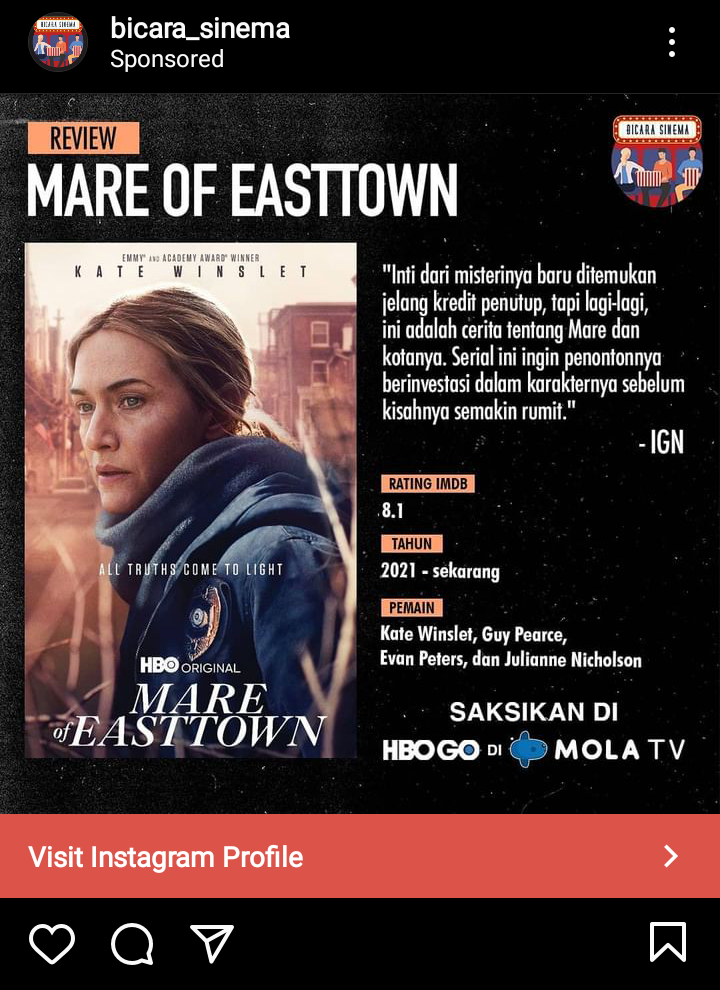 BICARA SINEMA
bicara_sinema
Sponsored
REVIEW
MARE OF EASTTOWN
BICARA SINEMA
EMMY® AND ACADEMY AWARD® WINNER
KATE WINSLET
ALL TRUTHS COME TO LIGHT
HBO ORIGINAL
MARE
of EASTTOWN
"Inti dari misterinya baru ditemukan
jelang kredit penutup, tapi lagi-lagi,
ini adalah cerita tentang Mare dan
kotanya. Serial ini ingin penontonnya
berinvestasi dalam karakternya sebelum
kisahnya semakin rumit."
- IGN
RATING IMDB
8.1
TAHUN
2021 - sekarang
PEMAIN
Kate Winslet, Guy Pearce,
Evan Peters, dan Julianne Nicholson
SAKSIKAN DI
HBO GO DI MOLA TV
Visit Instagram Profile